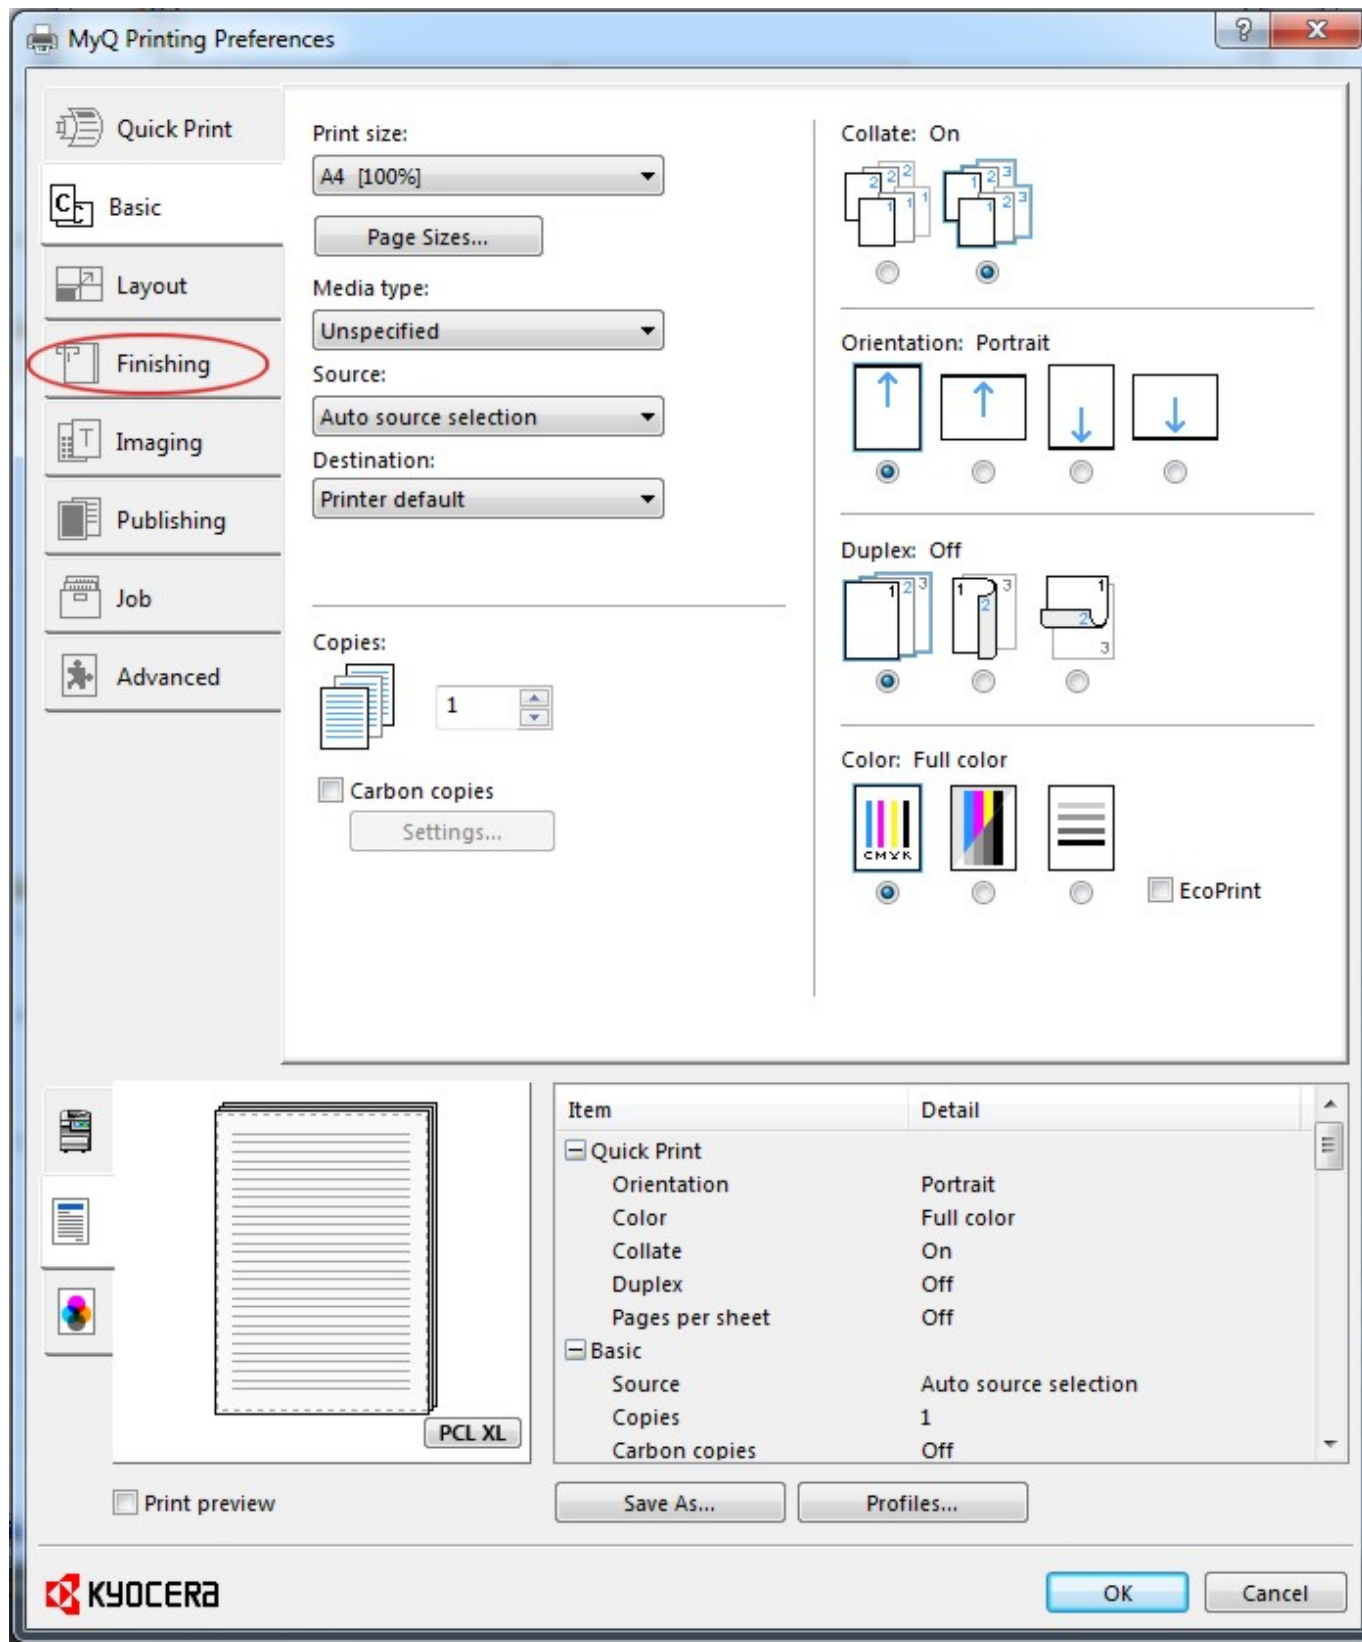 MyQ Printing Preferences
Quick Print
Basic
Layout
Finishing
Imaging
Publishing
Job
Advanced
Print size:
A4 [100%]
Page Sizes...
Media type:
Unspecified
Source:
Auto source selection
Destination:
Printer default
Copies:
1
Carbon copies
Settings...
Collate: On
Orientation: Portrait
Duplex: Off
Color: Full color
CMYK
EcoPrint
PCL XL
Print preview
Item Detail
Quick Print
Orientation Portrait
Color Full color
Collate On
Duplex Off
Pages per sheet Off
Basic
Source Auto source selection
Copies 1
Carbon copies Off
Save As... Profiles...
KYOCERA
OK Cancel